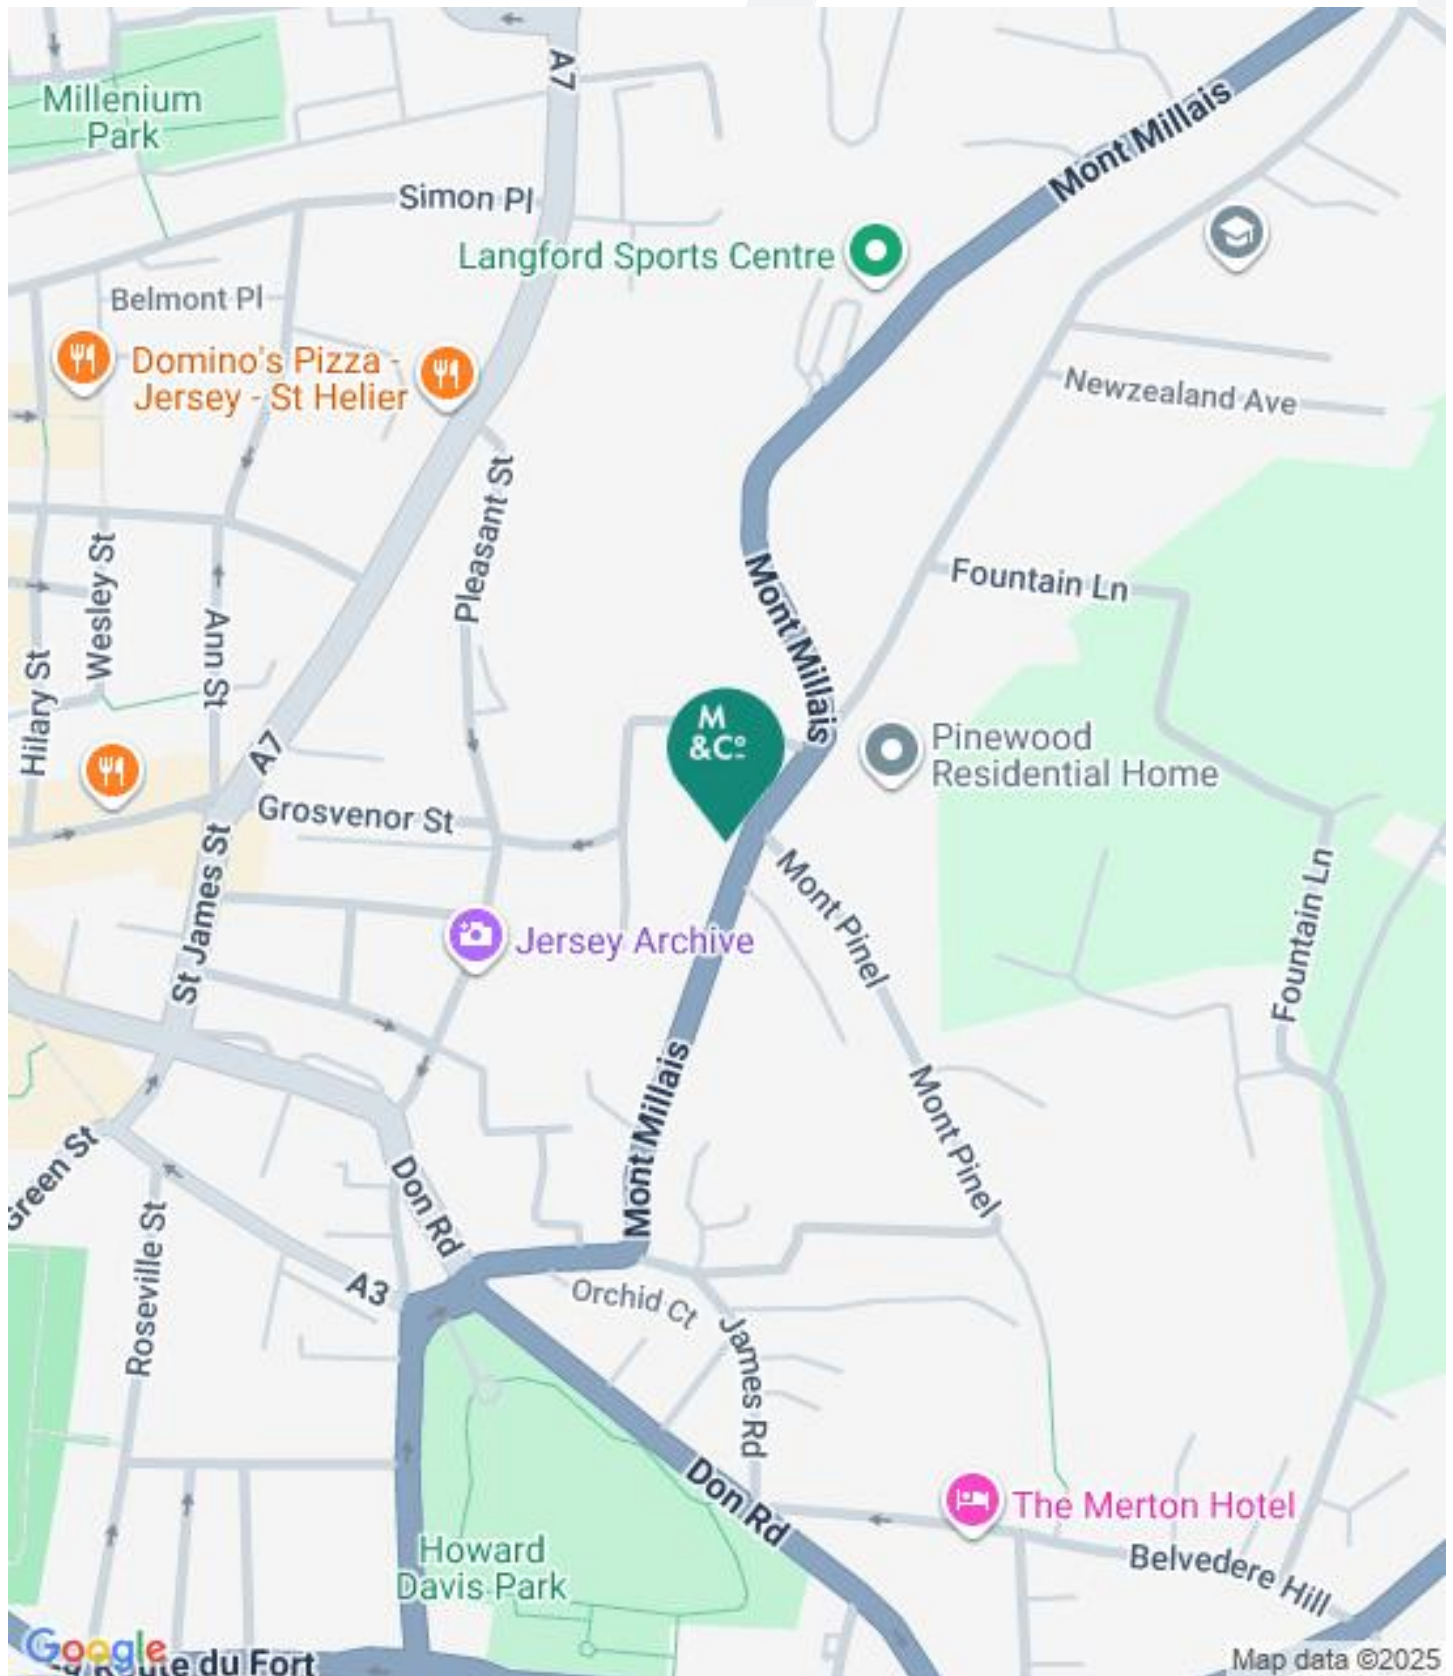 A7
Millenium
Park
Mont Millais
Simon Pl
Langford Sports Centre
Belmont Pl
Domino's Pizza -
Jersey - St Helier
Newzealand Ave
Pleasant St
Wesley St
Ann St
Hilary St
Mont Millais
Fountain Ln
A7
M
&Cº
Pinewood
Residential Home
Grosvenor St
St James St
Mont Pinel
Fountain Ln
Jersey Archive
Mont Millais
Mont Pinel
Green St
Don Rd
Roseville St
A3
Orchid Ct
James Rd
Don Rd
The Merton Hotel
Howard
Davis Park
Belvedere Hill
Google
Route du Fort
Map data ©2025